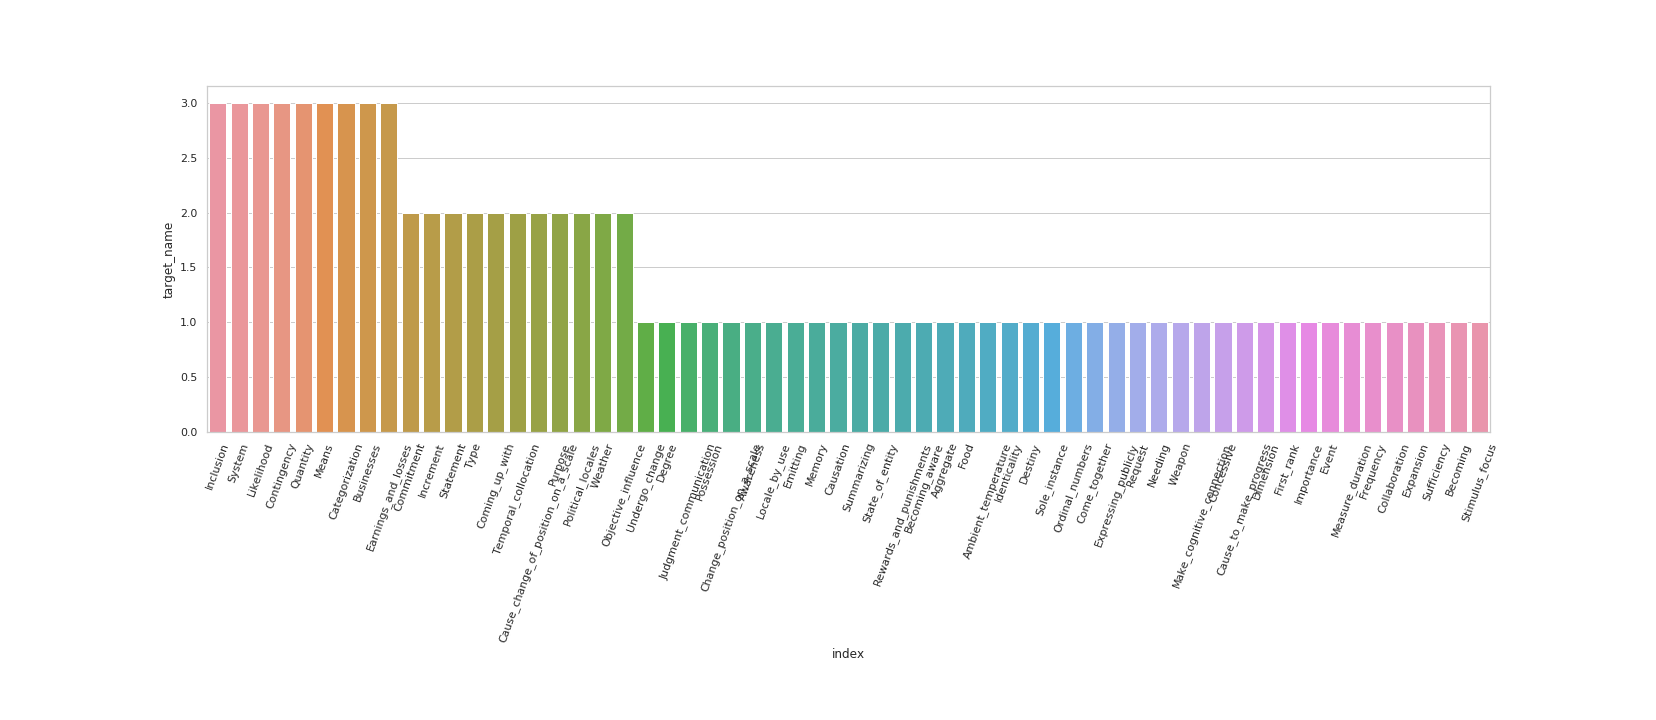 3.0
2.5
2.0
1.5
1.0
0.5
0.0
target_name
Inclusion
System
Likelihood
Contingency
Quantity
Means
Categorization
Businesses
Earnings_and_losses
Commitment
Increment
Statement
Type
Coming_up_with
Temporal_collocation
Purpose
Cause_change_of_position_on_a_scale
Political_locales
Weather
Objective_influence
Undergo_change
Degree
Judgment_communication
Possession
Change_position_on_a_scale
Awareness
Locale_by_use
Emitting
Memory
Causation
Summarizing
State_of_entity
Rewards_and_punishments
Becoming_aware
Aggregate
Food
Ambient_temperature
Identicality
Destiny
Sole_instance
Ordinal_numbers
Come_together
Expressing_publicly
Request
Needing
Weapon
Make_cognitive_connection
Concessive
Cause_to_make_progress
Dimension
First_rank
Importance
Event
Measure_duration
Frequency
Collaboration
Expansion
Sufficiency
Becoming
Stimulus_focus
index